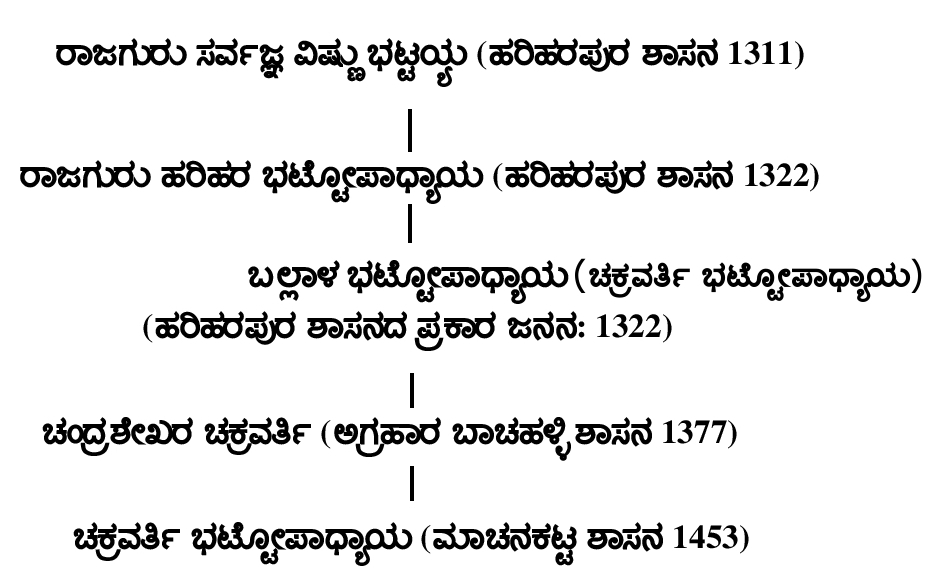 ರಾಜಗುರು ಸರ್ವಜ್ಞ ವಿಷ್ಣು ಭಟ್ಟಯ್ಯ (ಹರಿಹರಪುರ ಶಾಸನ 1311)
ರಾಜಗುರು ಹರಿಹರ ಭಟ್ಟೋಪಾಧ್ಯಾಯ (ಹರಿಹರಪುರ ಶಾಸನ 1322)
ಬಲ್ಲಾಳ ಭಟ್ಟೋಪಾಧ್ಯಾಯ (ಚಕ್ರವರ್ತಿ ಭಟ್ಟೋಪಾಧ್ಯಾಯ)
(ಹರಿಹರಪುರ ಶಾಸನದ ಪ್ರಕಾರ ಜನನ: 1322)
ಚಂದ್ರಶೇಖರ ಚಕ್ರವರ್ತಿ (ಅಗ್ರಹಾರ ಬಾಚಹಳ್ಳಿ ಶಾಸನ 1377)
ಚಕ್ರವರ್ತಿ ಭಟ್ಟೋಪಾಧ್ಯಾಯ (ಮಾಚನಕಟ್ಟ ಶಾಸನ 1453)